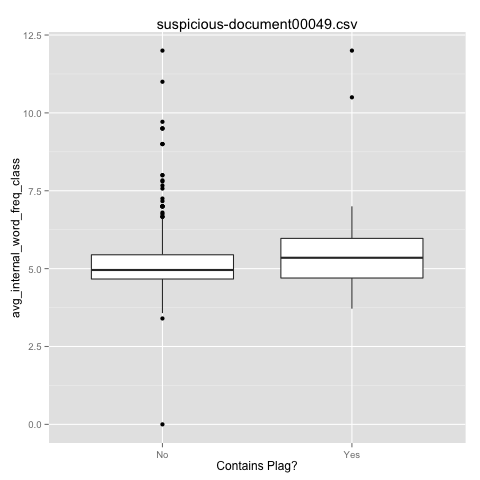 suspicious-document00049.csv
12.5
10.0
7.5
5.0
2.5
0.0
avg_internal_word_freq_class
No
Yes
Contains Plag?